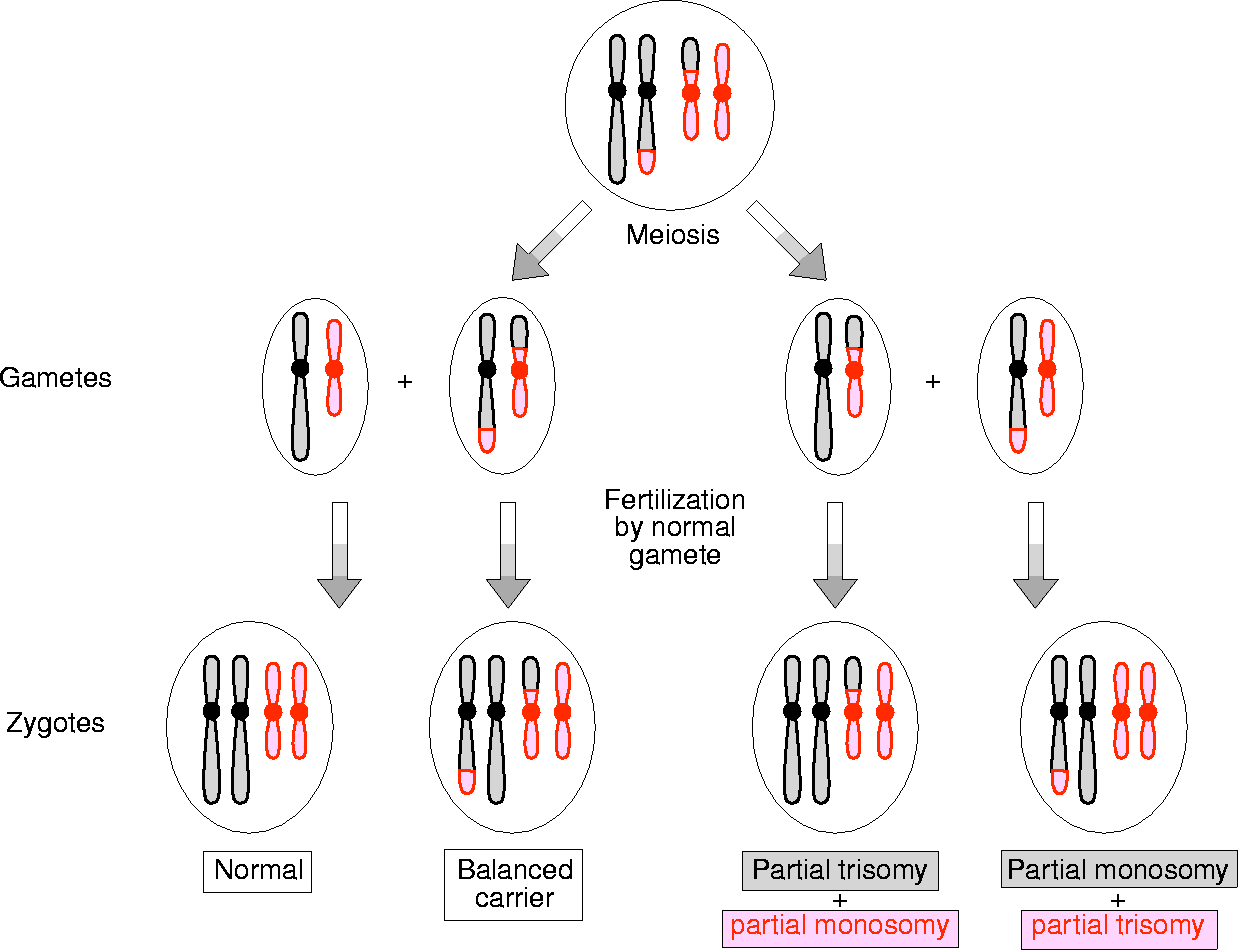 Meiosis
Gametes
+
+
Fertilization
by normal
gamete
Zygotes
Normal
Balanced
carrier
Partial trisomy
+
partial monosomy
Partial monosomy
+
partial trisomy